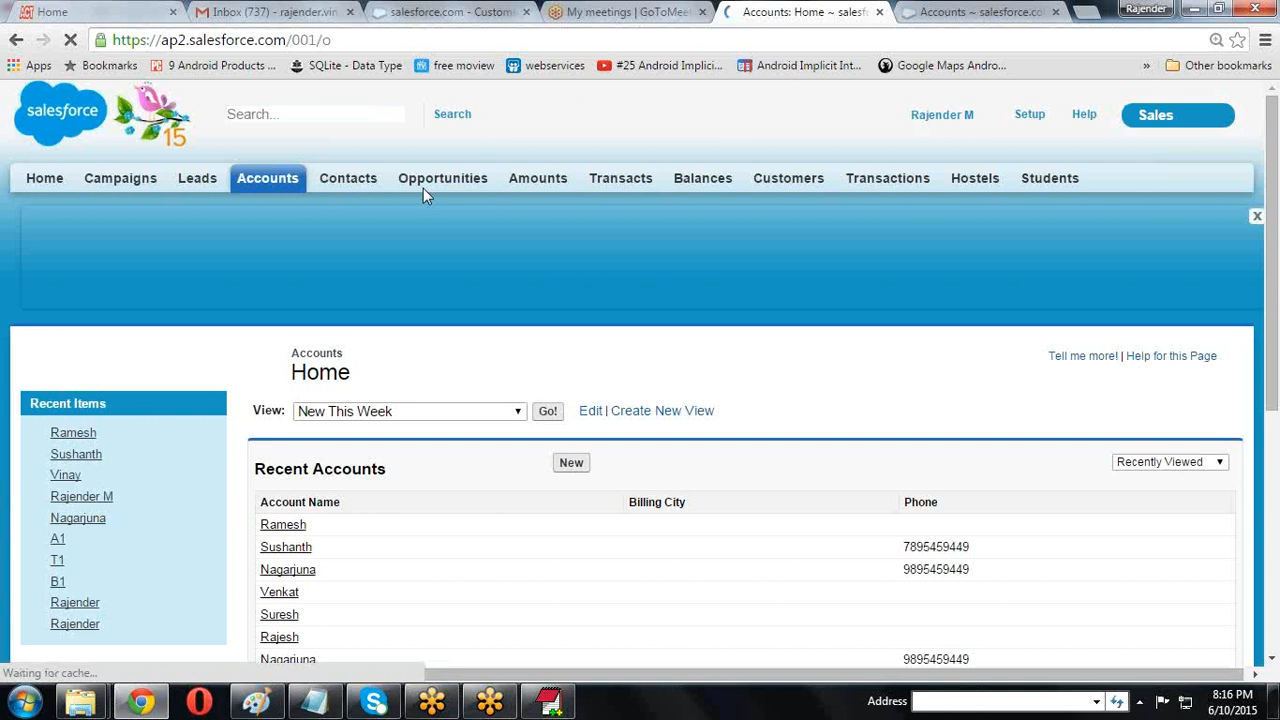 Home
Inbox (737) - rajender.vin
salesforce.com - Custom
My meetings | GoToMeet
Accounts: Home ~ salesf
Accounts ~ salesforce.co
Rajender
https://ap2.salesforce.com/001/o
Apps
Bookmarks
9 Android Products ...
SQLite - Data Type
free moview
webservices
#25 Android Implici...
Android Implicit Int...
Google Maps Andro...
»
Other bookmarks
salesforce
15
Search...
Search
Rajender M
Setup
Help
Sales
Home
Campaigns
Leads
Accounts
Contacts
Opportunities
Amounts
Transacts
Balances
Customers
Transactions
Hostels
Students
X
Accounts
Home
Tell me more! | Help for this Page
Recent Items
Ramesh
Sushanth
Vinay
Rajender M
Nagarjuna
A1
T1
B1
Rajender
Rajender
View:
New This Week
Go!
Edit | Create New View
Recent Accounts
New
Recently Viewed
Account Name Billing City Phone
Ramesh
Sushanth 7895459449
Nagarjuna 9895459449
Venkat
Suresh
Rajesh
Nagarjuna 9895459449
Waiting for cache...
Address
8:16 PM
6/10/2015